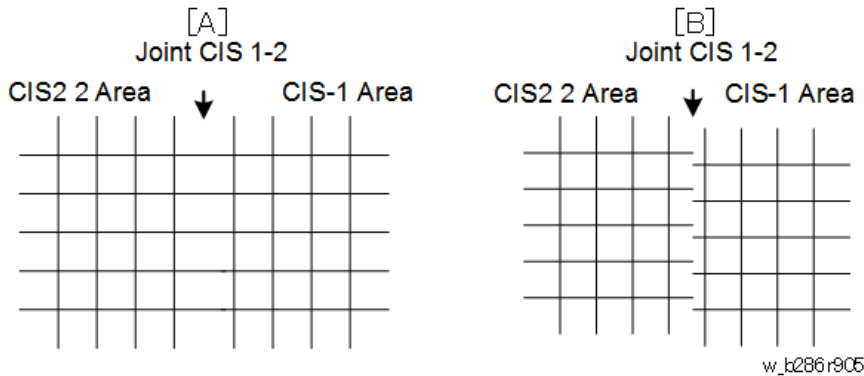 [A]
Joint CIS 1-2
CIS2 2 Area
CIS-1 Area
[B]
Joint CIS 1-2
CIS2 2 Area
CIS-1 Area
w_b286r905